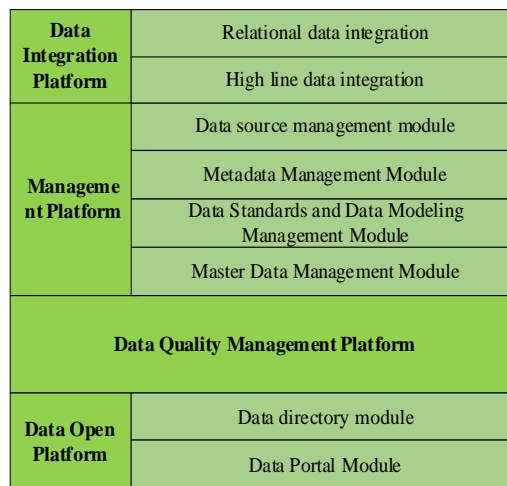 Data
Integration
Platform
Relational data integration
High line data integration
Manageme
nt Platform
Data source management module
Metadata Management Module
Data Standards and Data Modeling
Management Module
Master Data Management Module
Data Quality Management Platform
Data Open
Platform
Data directory module
Data Portal Module